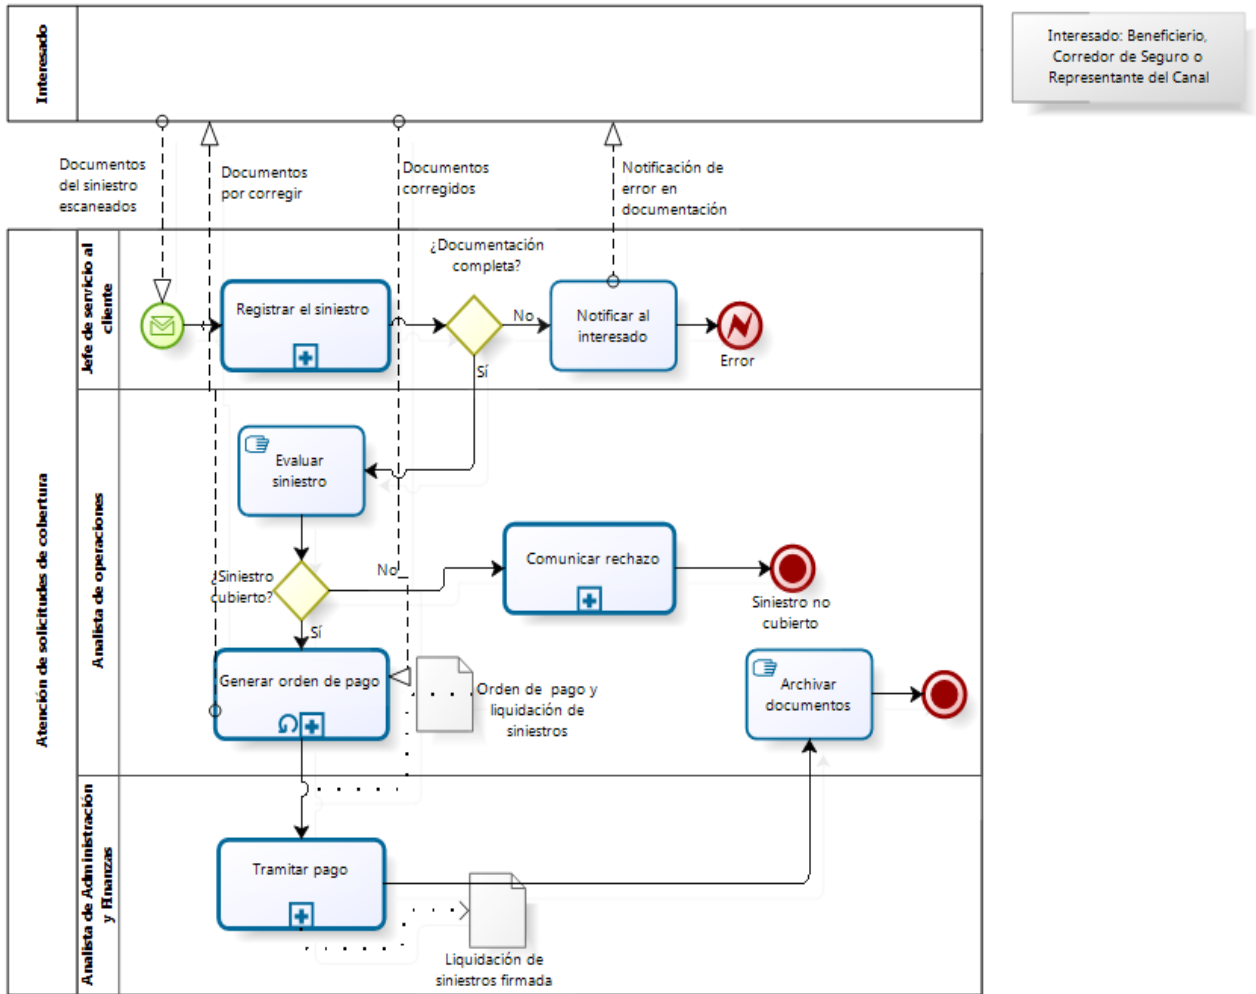 Interesado
Interesado: Beneficierio,
Corredor de Seguro o
Representante del Canal
Documentos
del siniestro
escaneados
Documentos
por corregir
Documentos
corregidos
Notificación de
error en
documentación
Atención de solicitudes de cobertura
Jefe de servicio al
cliente
Registrar el siniestro
¿Documentación
completa?
No
Sí
Notificar al
interesado
Error
Analista de operaciones
Evaluar
siniestro
¿Siniestro
cubierto?
No
Sí
Comunicar rechazo
Siniestro no
cubierto
Generar orden de pago
Orden de pago y
liquidación de
siniestros
Archivar
documentos
Analista de Administración
y Finanzas
Tramitar pago
Liquidación de
siniestros firmada